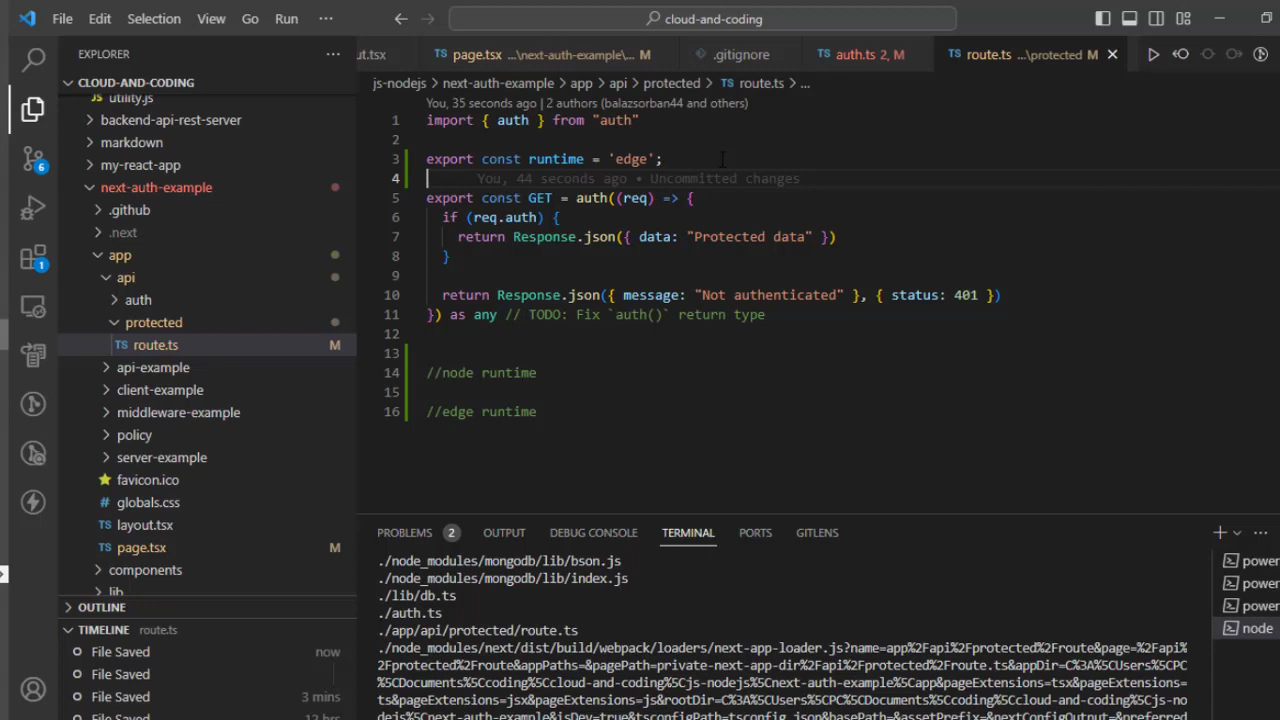 File Edit Selection View Go Run ···
cloud-and-coding
EXPLORER ···
CLOUD-AND-CODING
utility.js
backend-api-rest-server
markdown
my-react-app
next-auth-example
.github
.next
app
api
auth
protected
route.ts M
api-example
client-example
middleware-example
policy
server-example
favicon.ico
globals.css
TS layout.tsx
TS page.tsx M
components
lib
OUTLINE
TIMELINE route.ts
File Saved now
File Saved
File Saved 3 mins
File Saved 12 hrs
6
1
ut.tsx TS page.tsx ...\next-auth-example\... M .gitignore TS auth.ts 2, M TS route.ts ...\protected M
js-nodejs > next-auth-example > app > api > protected > TS route.ts > ...
You, 35 seconds ago | 2 authors (balazsorban44 and others)
1 import { auth } from "auth"
2
3 export const runtime = 'edge';
4 You, 44 seconds ago • Uncommitted changes
5 export const GET = auth((req) => {
6 if (req.auth) {
7 return Response.json({ data: "Protected data" })
8 }
9
10 return Response.json({ message: "Not authenticated" }, { status: 401 })
11 }) as any // TODO: Fix `auth()` return type
12
13
14 //node runtime
15
16 //edge runtime
PROBLEMS 2 OUTPUT DEBUG CONSOLE TERMINAL PORTS GITLENS
./node_modules/mongodb/lib/bson.js
./node_modules/mongodb/lib/index.js
./lib/db.ts
./auth.ts
./app/api/protected/route.ts
./node_modules/next/dist/build/webpack/loaders/next-app-loader.js?name=app%2Fapi%2Fprotected%2Froute&page=%2Fapi%
2Fprotected%2Froute&appPaths=&pagePath=private-next-app-dir%2Fapi%2Fprotected%2Froute.ts&appDir=C%3A%5CUsers%5CPC
%5CDocuments%5Ccoding%5Ccloud-and-coding%5Cjs-nodejs%5Cnext-auth-example%5Capp&pageExtensions=tsx&pageExtensions=
ts&pageExtensions=jsx&pageExtensions=js&rootDir=C%3A%5CUsers%5CPC%5CDocuments%5Ccoding%5Ccloud-and-coding%5Cjs-no
dejs%5Cnext-auth-example&isDev=true&tsconfigPath=tsconfig.json&basePath=&assetPrefix=&nextConfigOutput=&preferred
power
power
power
node